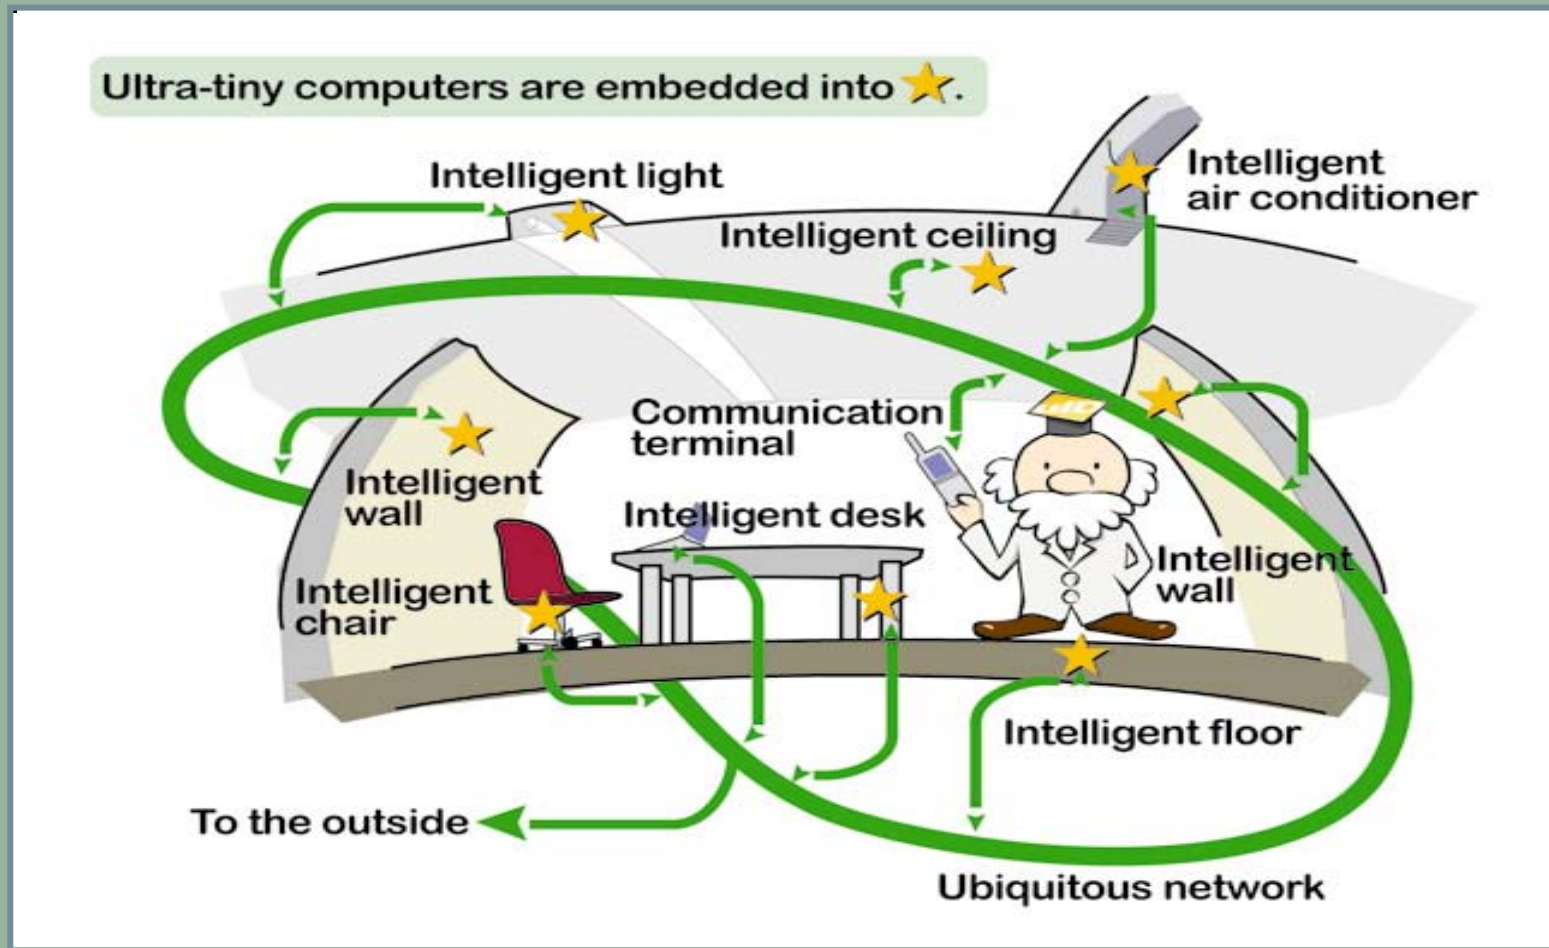 Ultra-tiny computers are embedded into ⭐.
Intelligent light
Intelligent
air conditioner
Intelligent ceiling
Communication
terminal
Intelligent
wall
Intelligent desk
Intelligent
chair
Intelligent
wall
Intelligent floor
To the outside
Ubiquitous network